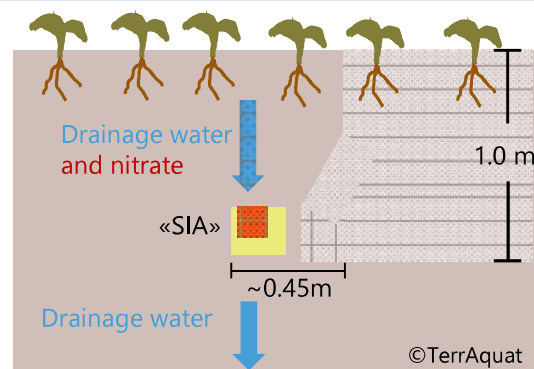 Drainage water
and nitrate
1.0 m
«SIA»
~0.45m
Drainage water
©TerrAquat